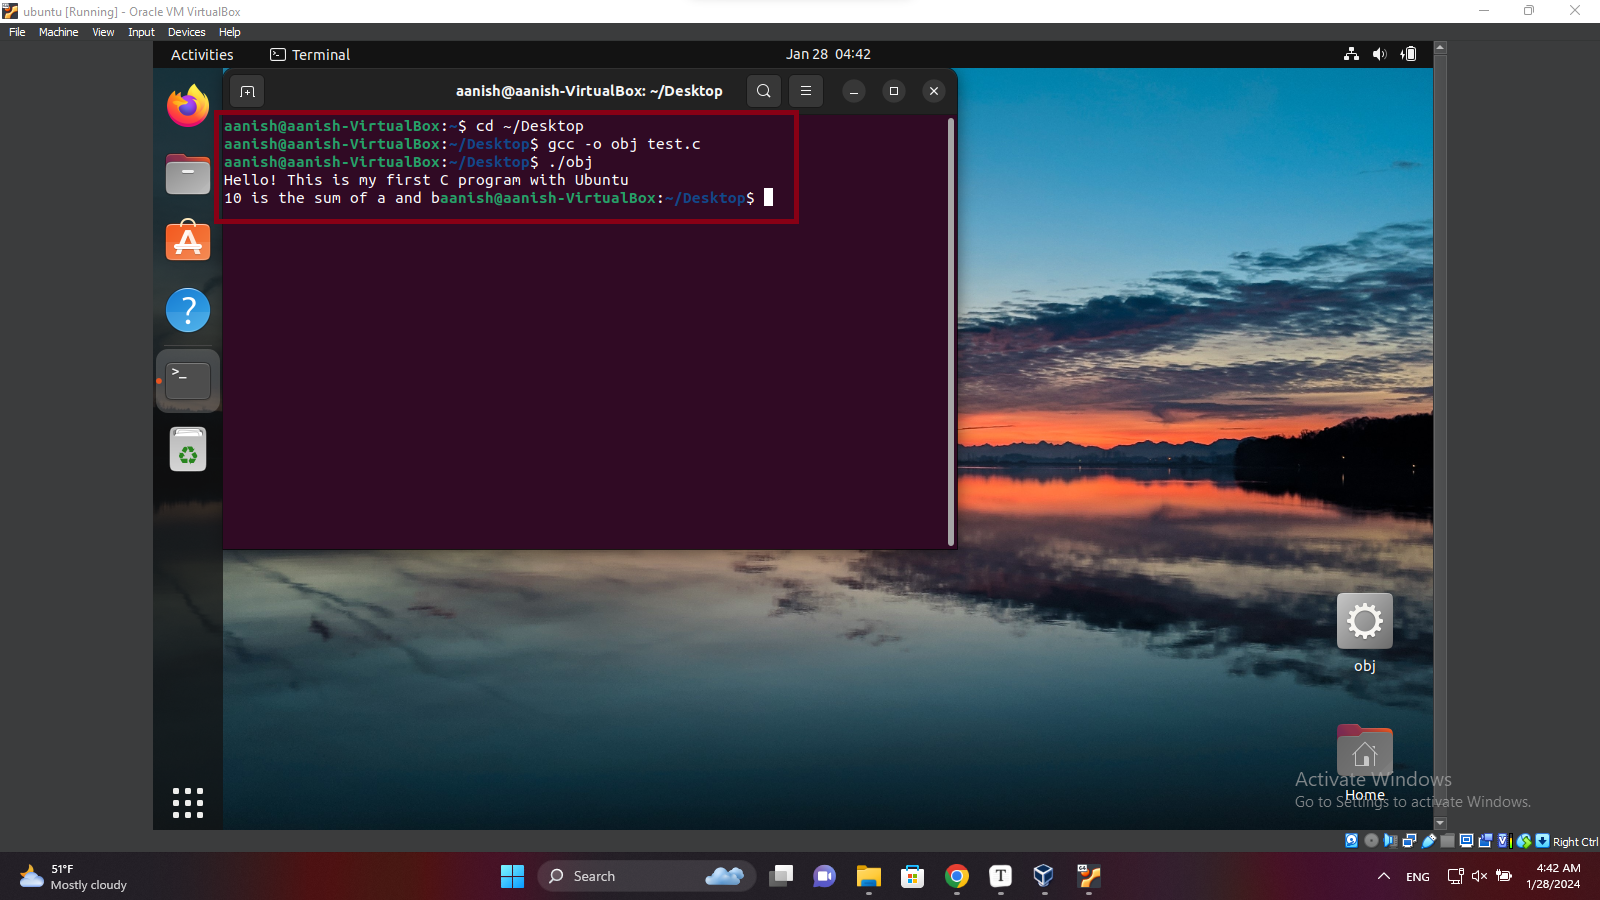 ubuntu [Running] - Oracle VM VirtualBox
File Machine View Input Devices Help
Activities Terminal Jan 28 04:42
aanish@aanish-VirtualBox: ~/Desktop
aanish@aanish-VirtualBox:~$ cd ~/Desktop
aanish@aanish-VirtualBox:~/Desktop$ gcc -o obj test.c
aanish@aanish-VirtualBox:~/Desktop$ ./obj
Hello! This is my first C program with Ubuntu
10 is the sum of a and baanish@aanish-VirtualBox:~/Desktop$
obj
Home
Activate Windows
Go to Settings to activate Windows.
Right Ctrl
51°F
Mostly cloudy
Search
ENG
4:42 AM
1/28/2024